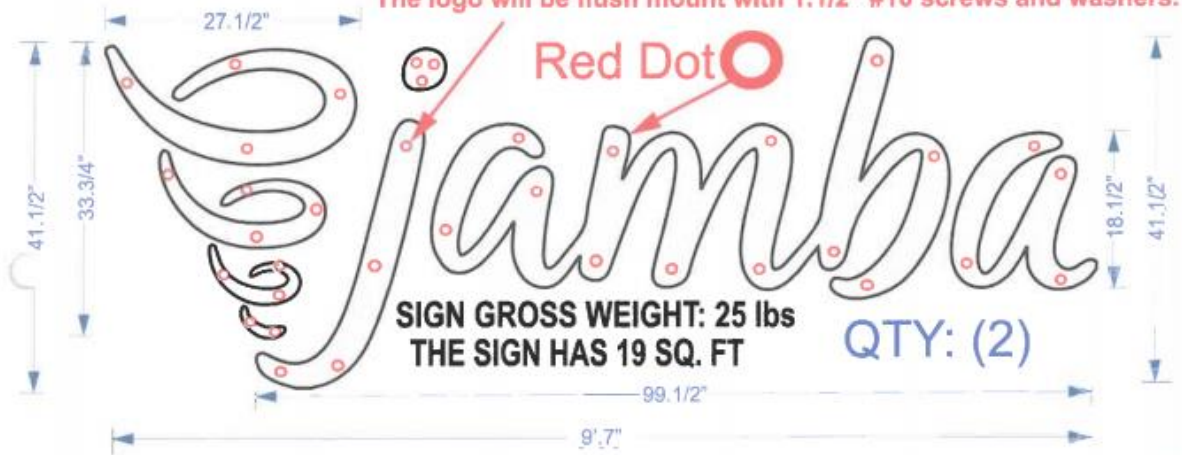 The logo will be flush mount with 1.1/2" #10 screws and washers.
27.1/2"
Red Dot
jamba
41.1/2"
33.3/4"
18.1/2"
41.1/2"
SIGN GROSS WEIGHT: 25 lbs
THE SIGN HAS 19 SQ. FT
QTY: (2)
99.1/2"
9'.7"